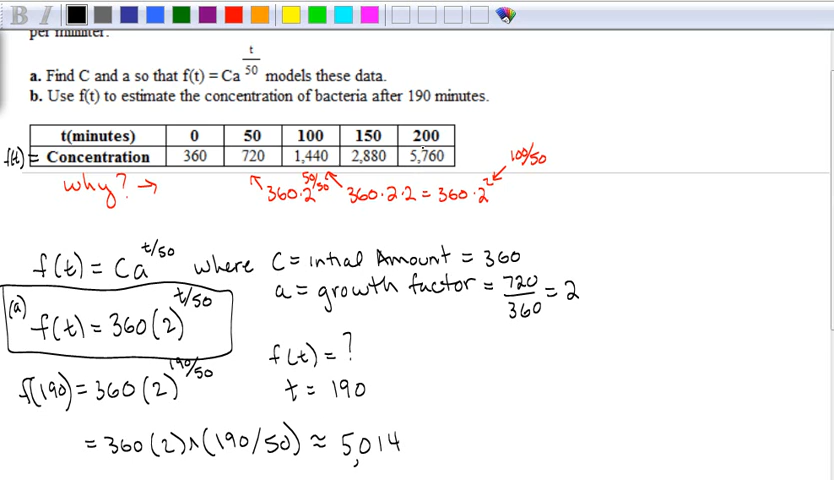 B I
per milliliter.
a. Find C and a so that f(t) = Ca^(t/50) models these data.
b. Use f(t) to estimate the concentration of bacteria after 190 minutes.
t(minutes) 0 50 100 150 200
f(t) = Concentration 360 720 1,440 2,880 5,760
100/50
why? → 360·2^(50/50) 360·2·2 = 360·2^2
f(t) = Ca^(t/50) where C = intial Amount = 360
a = growth factor = 720/360 = 2
(a) f(t) = 360(2)^(t/50)
f(t) = ?
f(190) = 360(2)^(190/50) t = 190
= 360(2)^(190/50) ≈ 5,014